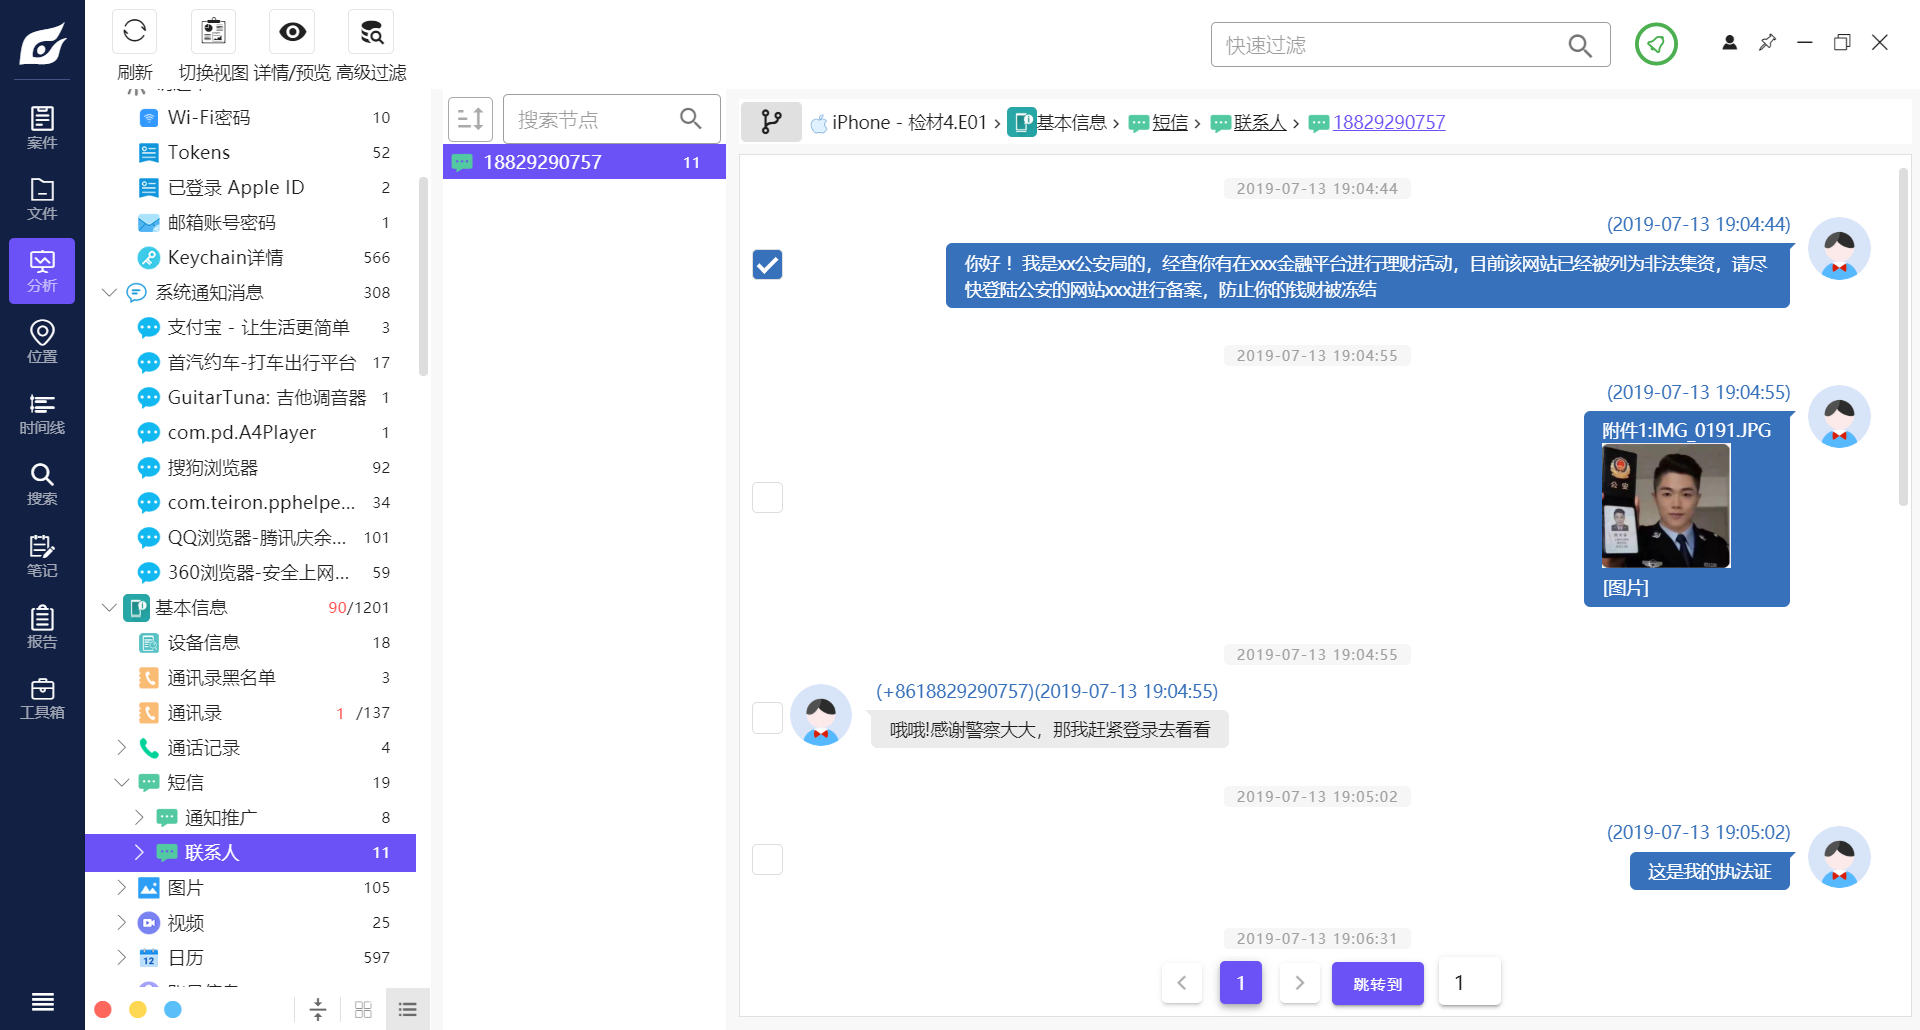 刷新
切换视图
详情/预览
高级过滤
快速过滤
案件
文件
分析
位置
时间线
搜索
笔记
报告
工具箱
Wi-Fi密码 10
Tokens 52
已登录 Apple ID 2
邮箱账号密码 1
Keychain详情 566
系统通知消息 308
支付宝 - 让生活更简单 3
首汽约车-打车出行平台 17
GuitarTuna: 吉他调音器 1
com.pd.A4Player 1
搜狗浏览器 92
com.teiron.pphelpe... 34
QQ浏览器-腾讯庆余... 101
360浏览器-安全上网... 59
基本信息 90/1201
设备信息 18
通讯录黑名单 3
通讯录 1 /137
通话记录 4
短信 19
通知推广 8
联系人 11
图片 105
视频 25
12 日历 597
搜索节点
18829290757 11
iPhone - 检材4.E01 › 基本信息 › 短信 › 联系人 › 18829290757
2019-07-13 19:04:44
(2019-07-13 19:04:44)
你好！我是xx公安局的，经查你有在xxx金融平台进行理财活动，目前该网站已经被列为非法集资，请尽
快登陆公安的网站xxx进行备案，防止你的钱财被冻结
2019-07-13 19:04:55
(2019-07-13 19:04:55)
附件1:IMG_0191.JPG
公安
[图片]
2019-07-13 19:04:55
(+8618829290757)(2019-07-13 19:04:55)
哦哦!感谢警察大大，那我赶紧登录去看看
2019-07-13 19:05:02
(2019-07-13 19:05:02)
这是我的执法证
2019-07-13 19:06:31
1
跳转到
1